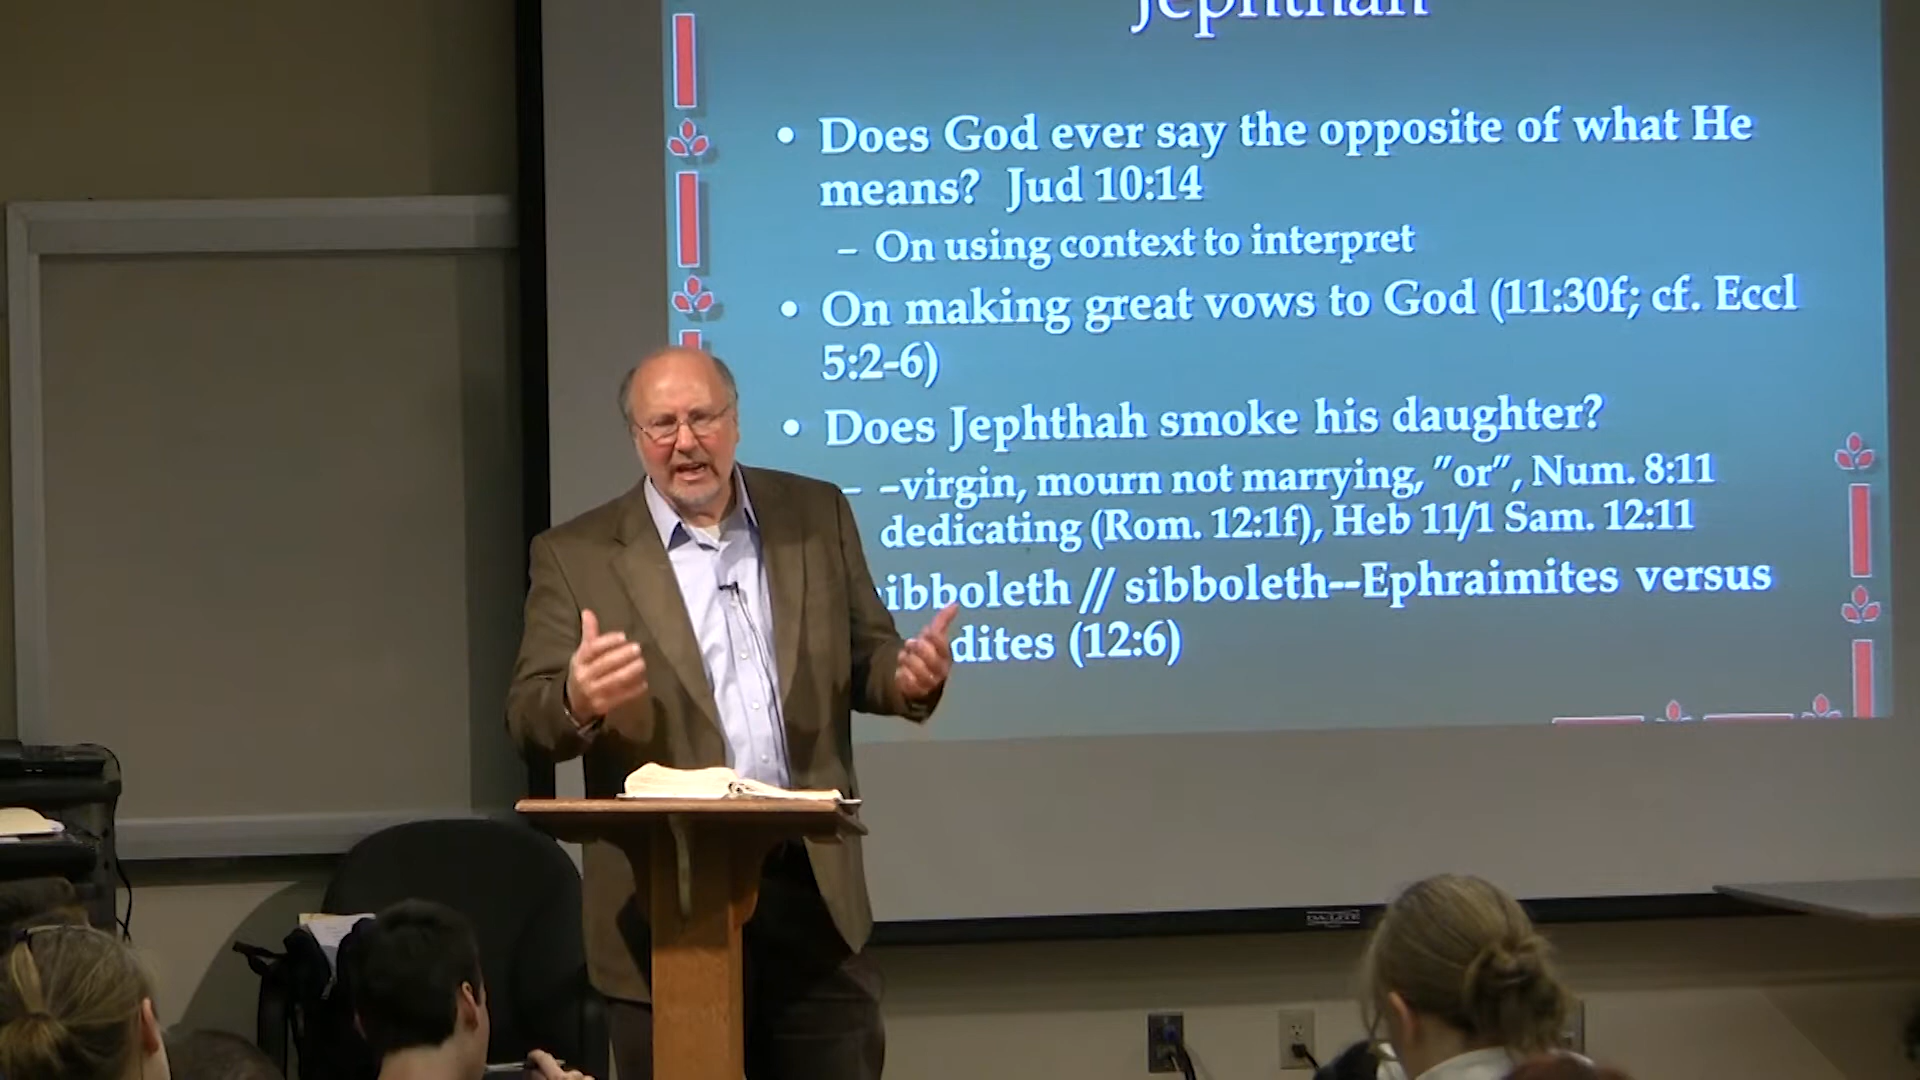 Jephthah
• Does God ever say the opposite of what He
means? Jud 10:14
– On using context to interpret
• On making great vows to God (11:30f; cf. Eccl
5:2-6)
• Does Jephthah smoke his daughter?
– –virgin, mourn not marrying, ”or”, Num. 8:11
dedicating (Rom. 12:1f), Heb 11/1 Sam. 12:11
ibboleth // sibboleth--Ephraimites versus
dites (12:6)
DA-LITE